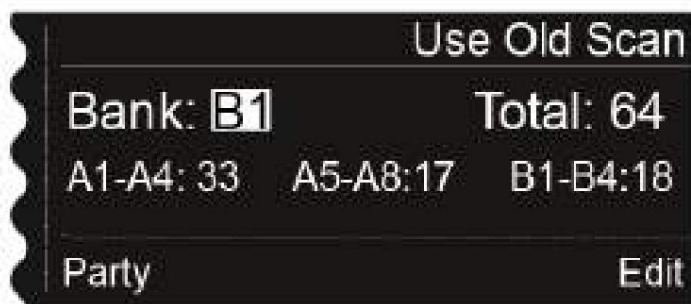 Use Old Scan
Bank: B1 Total: 64
A1-A4: 33 A5-A8:17 B1-B4:18
Party Edit